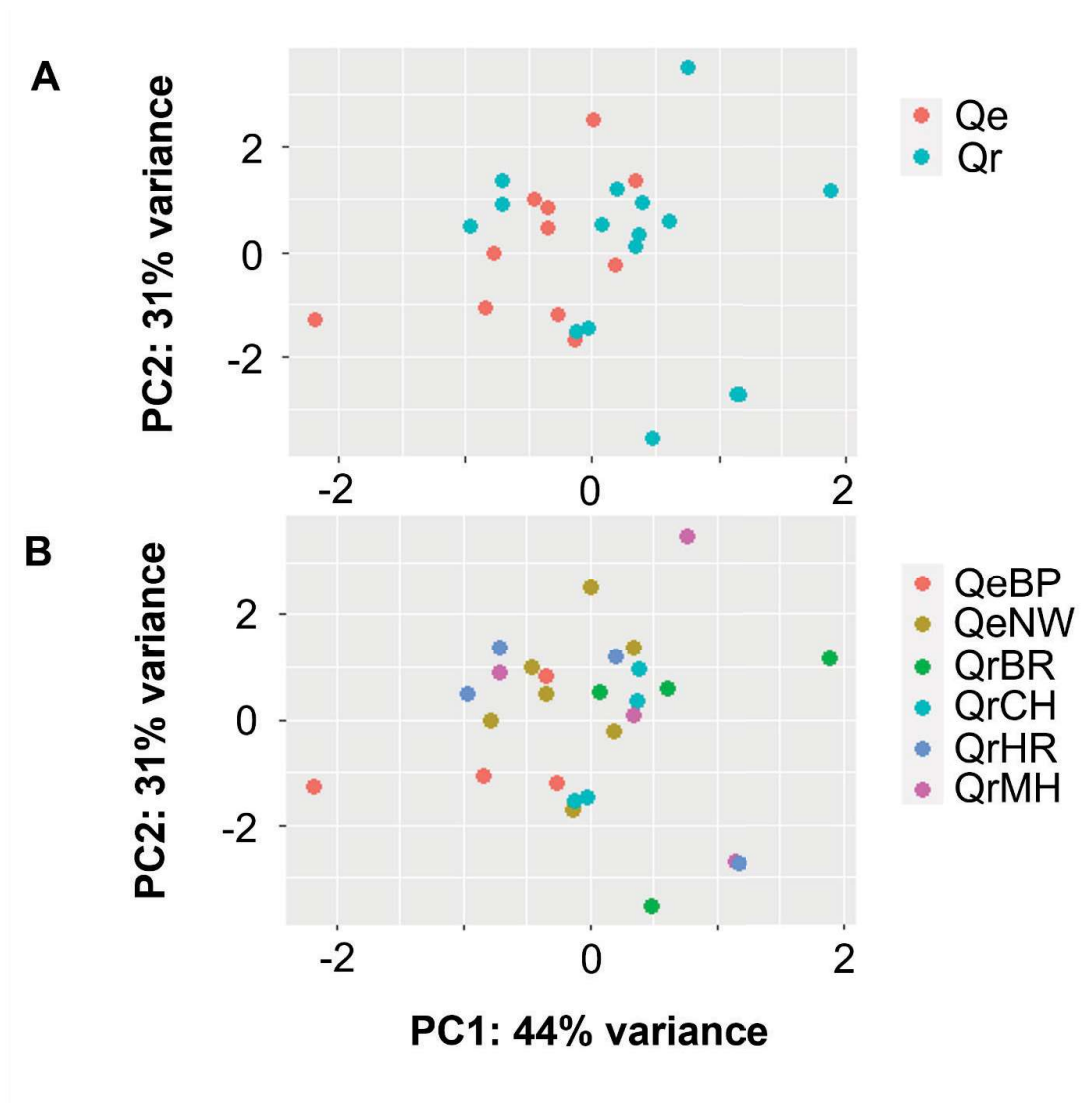 A
PC2: 31% variance
2
0
-2
-2
0
2
Qe
Qr
B
PC2: 31% variance
2
0
-2
-2
0
2
PC1: 44% variance
QeBP
QeNW
QrBR
QrCH
QrHR
QrMH